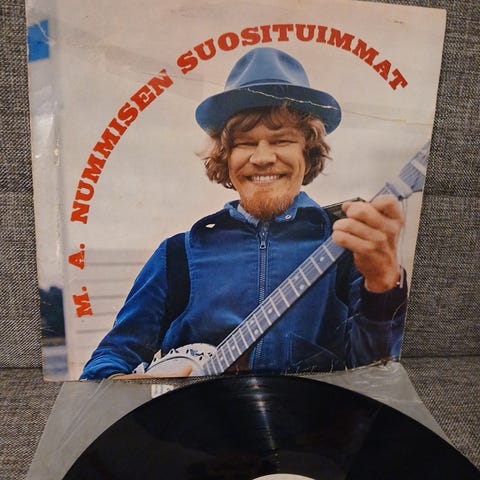 M. A. NUMMISEN SUOSITUIMMAT